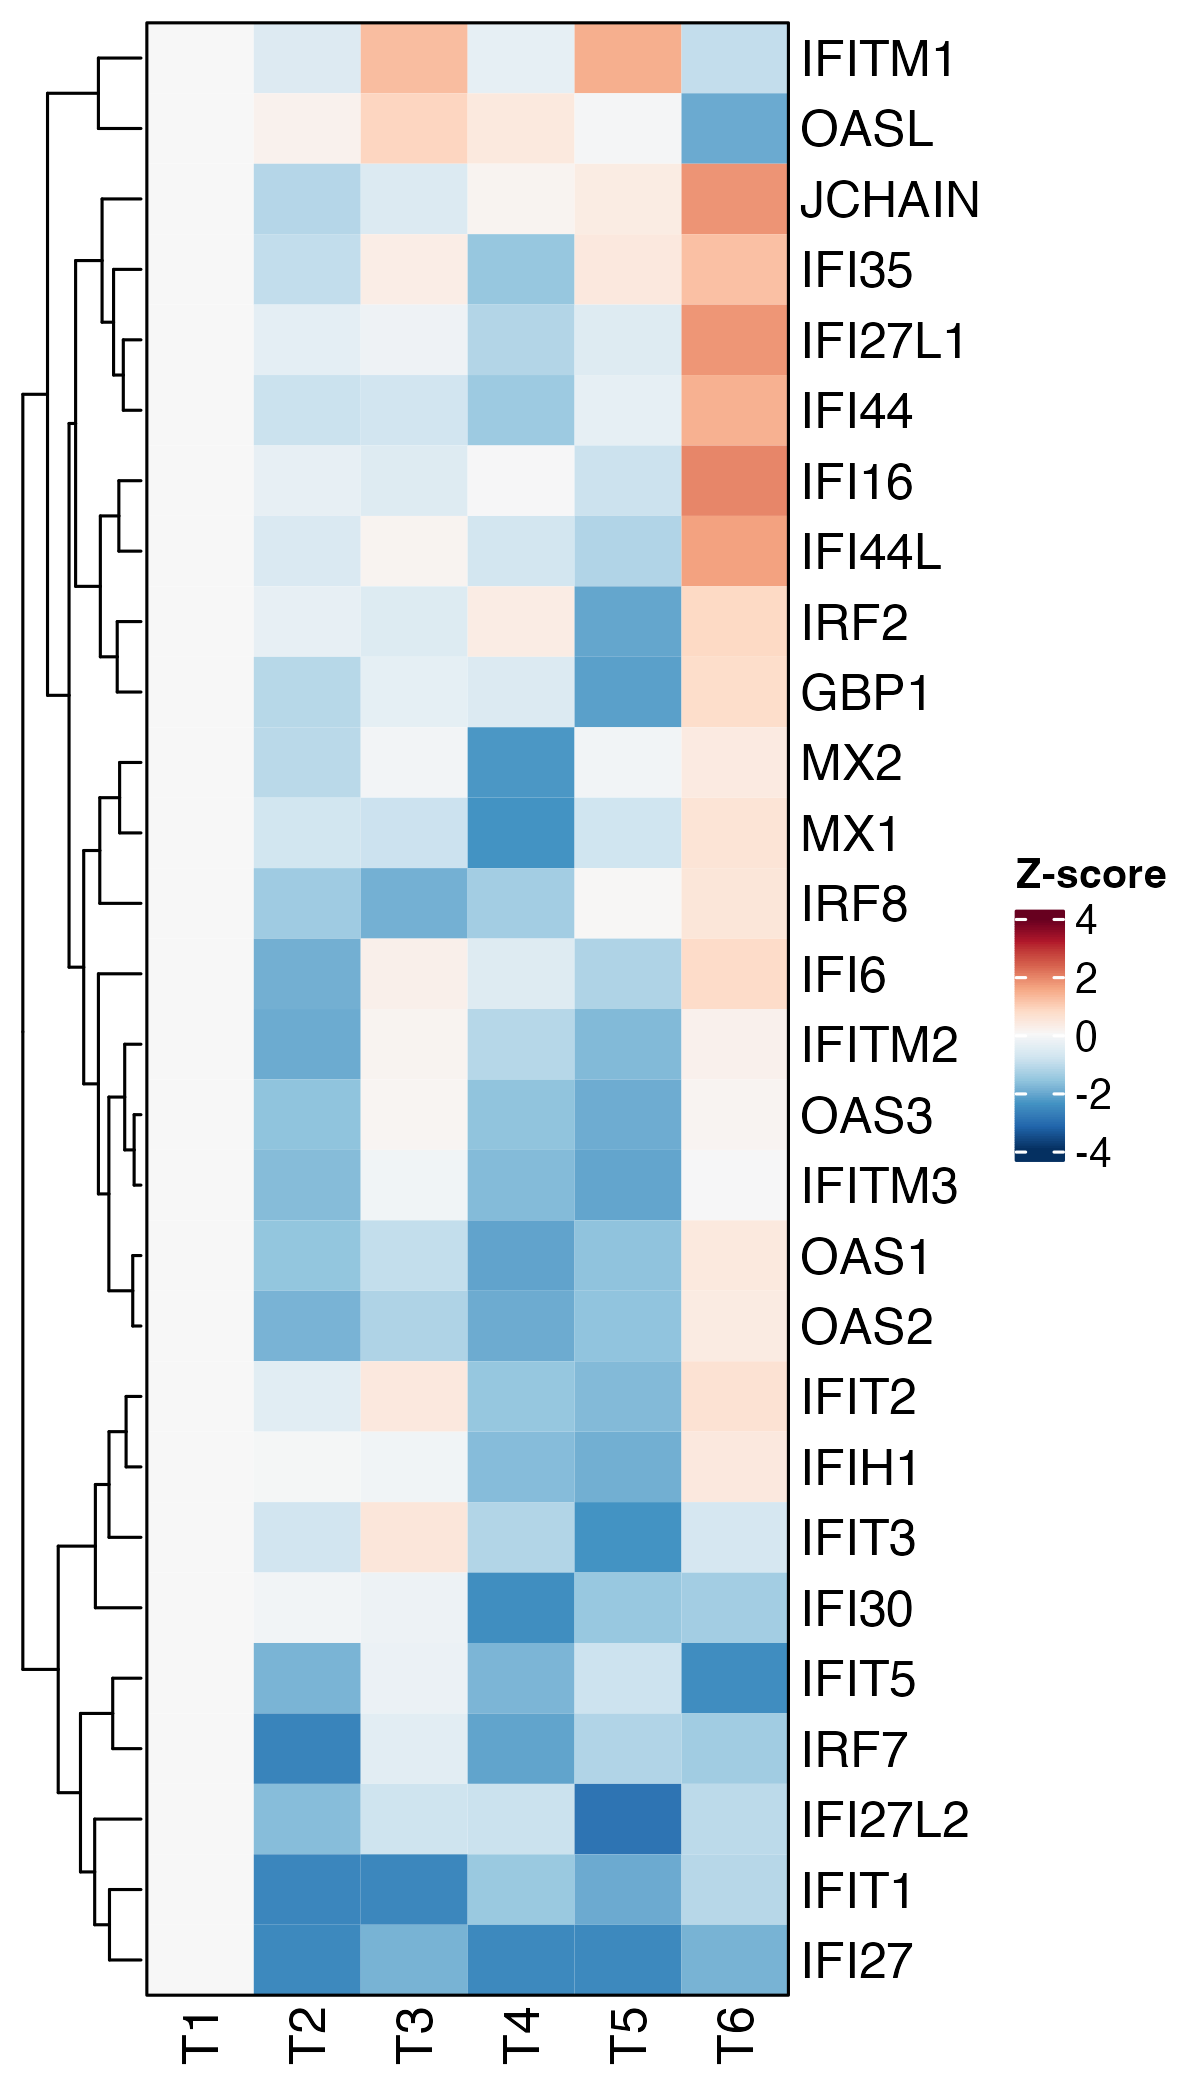 IFITM1
OASL
JCHAIN
IFI35
IFI27L1
IFI44
IFI16
IFI44L
IRF2
GBP1
MX2
MX1
IRF8
IFI6
IFITM2
OAS3
IFITM3
OAS1
OAS2
IFIT2
IFIH1
IFIT3
IFI30
IFIT5
IRF7
IFI27L2
IFIT1
IFI27
T1 T2 T3 T4 T5 T6
Z-score
4
2
0
-2
-4